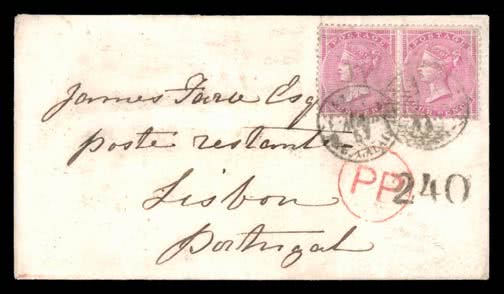 POSTAGE POSTAGE
James Fare Esq
poste restante
Lisbon
PP 240
Portugal